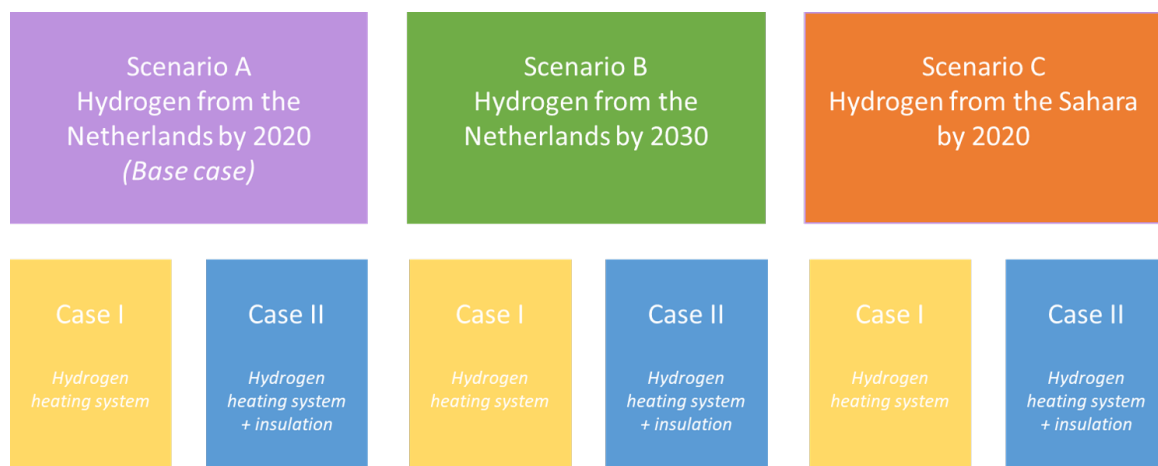 Scenario A
Hydrogen from the
Netherlands by 2020
(Base case)
Scenario B
Hydrogen from the
Netherlands by 2030
Scenario C
Hydrogen from the Sahara
by 2020
Case I
Hydrogen
heating system
Case II
Hydrogen
heating system
+ insulation
Case I
Hydrogen
heating system
Case II
Hydrogen
heating system
+ insulation
Case I
Hydrogen
heating system
Case II
Hydrogen
heating system
+ insulation